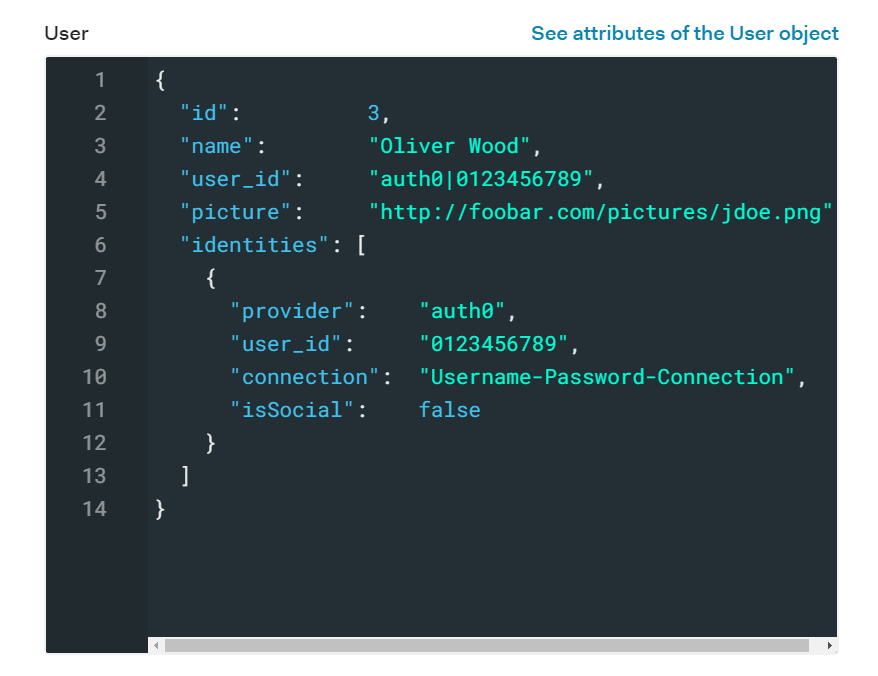 User
See attributes of the User object
1 {
2 "id": 3,
3 "name": "Oliver Wood",
4 "user_id": "auth0|0123456789",
5 "picture": "http://foobar.com/pictures/jdoe.png"
6 "identities": [
7 {
8 "provider": "auth0",
9 "user_id": "0123456789",
10 "connection": "Username-Password-Connection",
11 "isSocial": false
12 }
13 ]
14 }